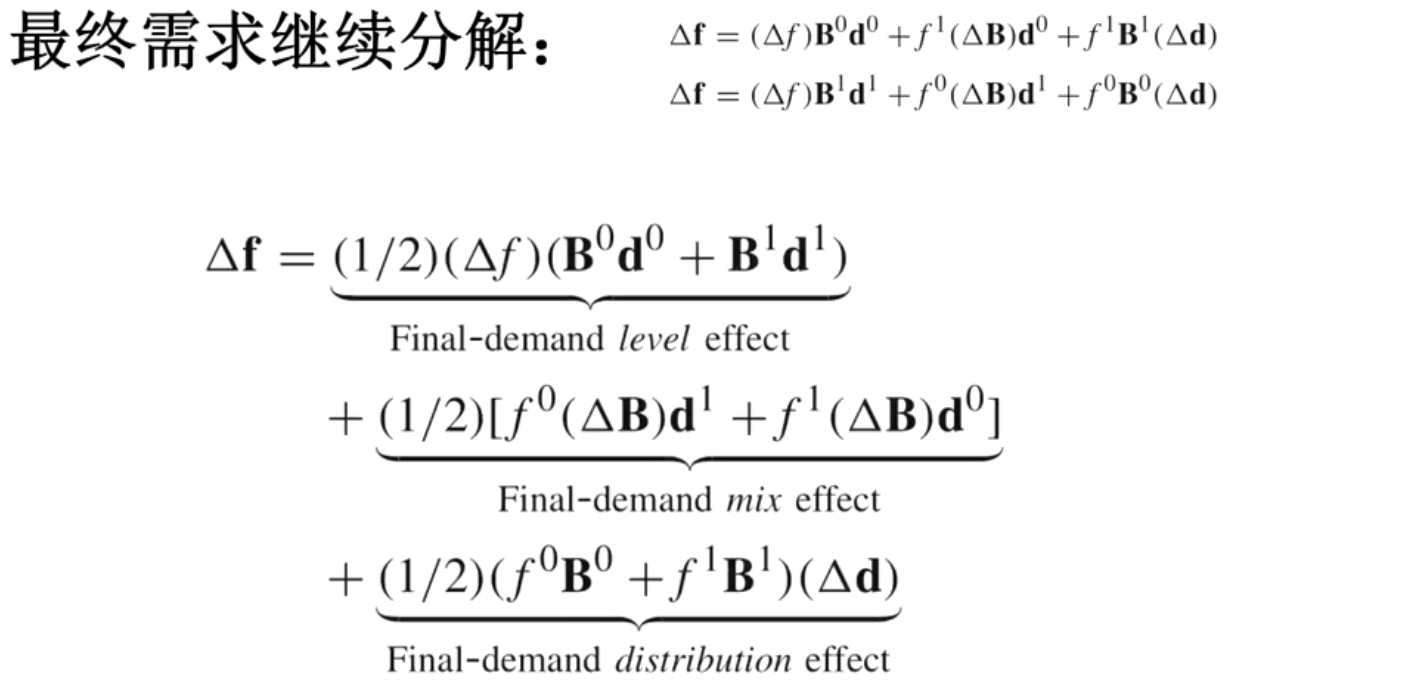 最终需求继续分解：
Δf = (Δf)B⁰d⁰ + f¹(ΔB)d⁰ + f¹B¹(Δd)
Δf = (Δf)B¹d¹ + f⁰(ΔB)d¹ + f⁰B⁰(Δd)
Δf = (1/2)(Δf)(B⁰d⁰ + B¹d¹)
Final-demand level effect
+ (1/2)[f⁰(ΔB)d¹ + f¹(ΔB)d⁰]
Final-demand mix effect
+ (1/2)(f⁰B⁰ + f¹B¹)(Δd)
Final-demand distribution effect